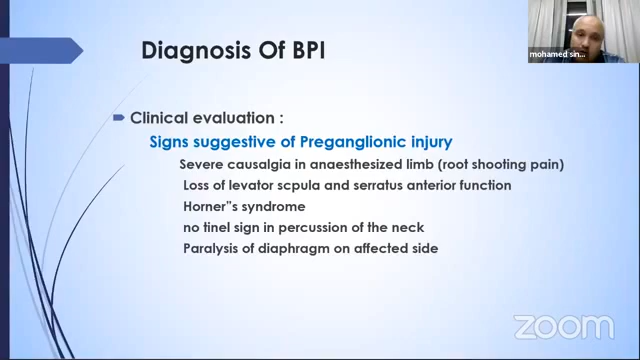 Diagnosis Of BPI
mohamed sin...
Clinical evaluation :
Signs suggestive of Preganglionic injury
Severe causalgia in anaesthesized limb (root shooting pain)
Loss of levator scpula and serratus anterior function
Horner"s syndrome
no tinel sign in percussion of the neck
Paralysis of diaphragm on affected side
zoom